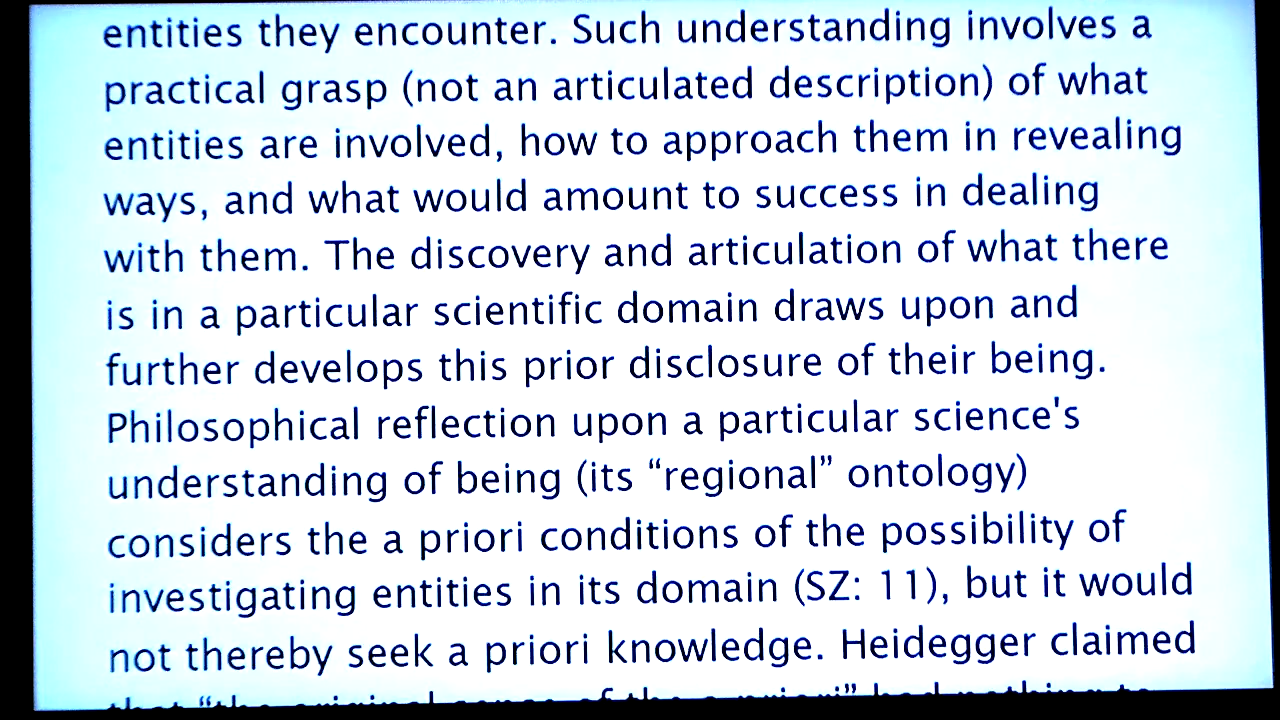 entities they encounter. Such understanding involves a
practical grasp (not an articulated description) of what
entities are involved, how to approach them in revealing
ways, and what would amount to success in dealing
with them. The discovery and articulation of what there
is in a particular scientific domain draws upon and
further develops this prior disclosure of their being.
Philosophical reflection upon a particular science's
understanding of being (its “regional” ontology)
considers the a priori conditions of the possibility of
investigating entities in its domain (SZ: 11), but it would
not thereby seek a priori knowledge. Heidegger claimed